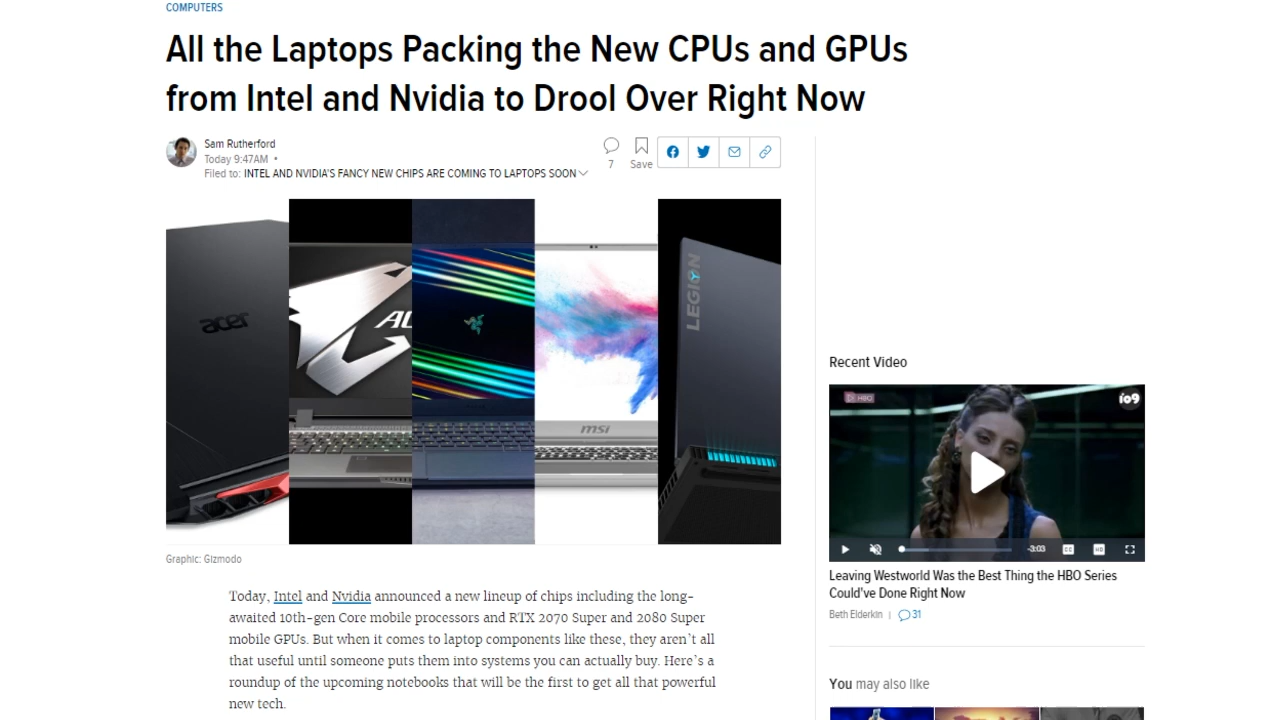 COMPUTERS
All the Laptops Packing the New CPUs and GPUs
from Intel and Nvidia to Drool Over Right Now
Sam Rutherford
Today 9:47AM •
Filed to: INTEL AND NVIDIA'S FANCY NEW CHIPS ARE COMING TO LAPTOPS SOON
7
Save
acer
msi
LEGION
Graphic: Gizmodo
Today, Intel and Nvidia announced a new lineup of chips including the long-
awaited 10th-gen Core mobile processors and RTX 2070 Super and 2080 Super
mobile GPUs. But when it comes to laptop components like these, they aren’t all
that useful until someone puts them into systems you can actually buy. Here’s a
roundup of the upcoming notebooks that will be the first to get all that powerful
new tech.
Recent Video
HBO
io9
-3:03
CC
HD
Leaving Westworld Was the Best Thing the HBO Series
Could've Done Right Now
Beth Elderkin | 31
You may also like